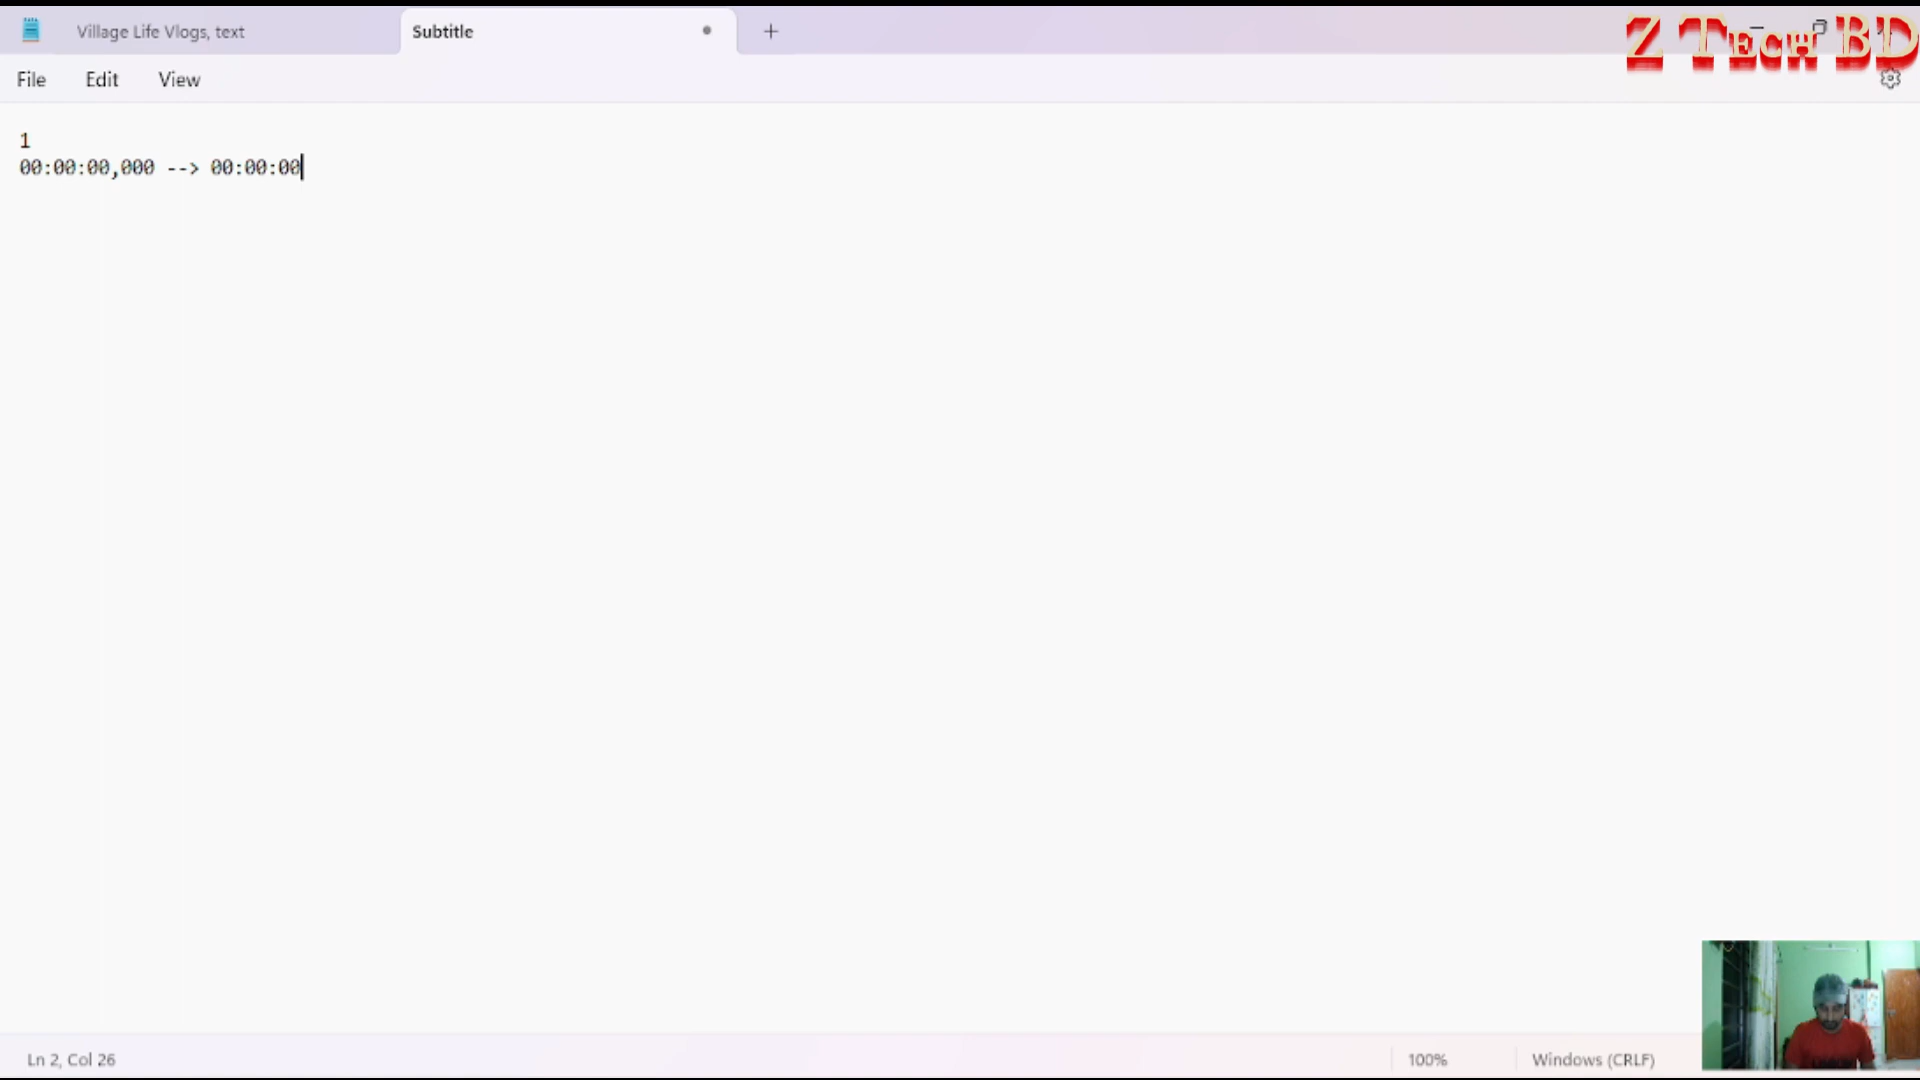 Village Life Vlogs, text
Subtitle
Z Tech BD
File Edit View
1
00:00:00,000 --> 00:00:00
Ln 2, Col 26
100%
Windows (CRLF)